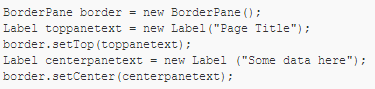 BorderPane border = new BorderPane();
Label toppanetext = new Label("Page Title");
border.setTop(toppanetext);
Label centerpanetext = new Label ("Some data here");
border.setCenter(centerpanetext);